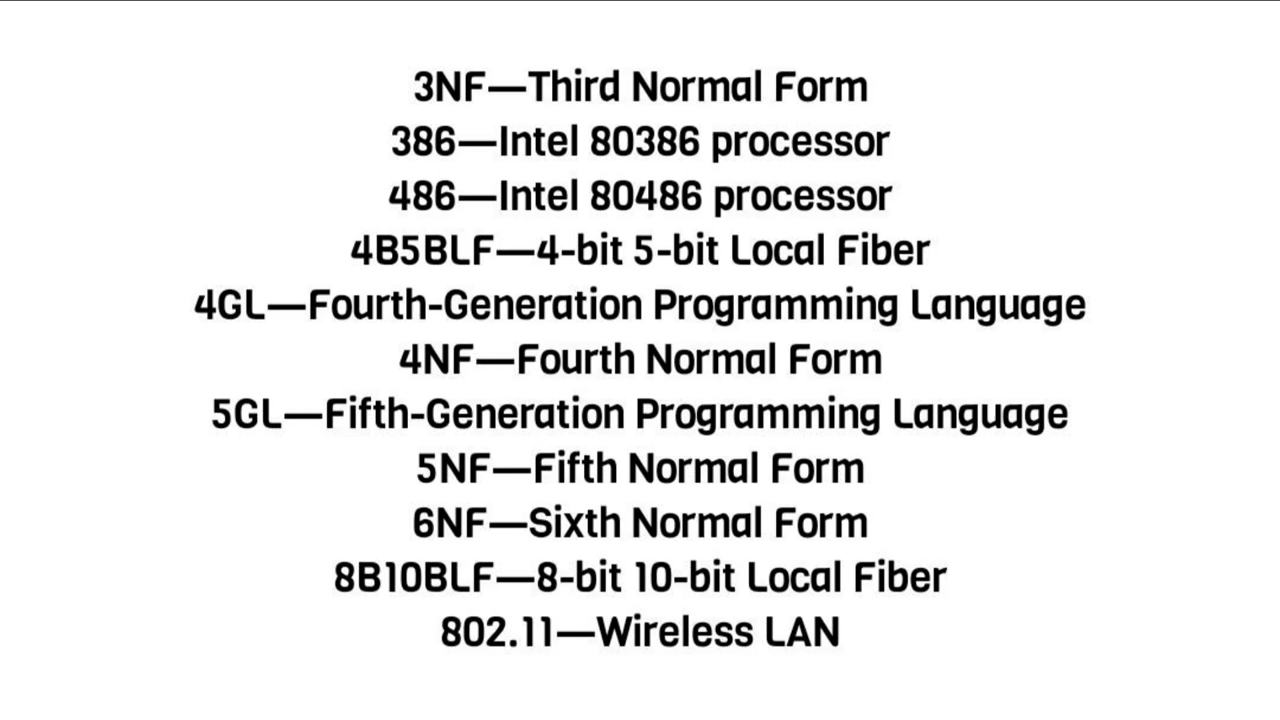 3NF—Third Normal Form
386—Intel 80386 processor
486—Intel 80486 processor
4B5BLF—4-bit 5-bit Local Fiber
4GL—Fourth-Generation Programming Language
4NF—Fourth Normal Form
5GL—Fifth-Generation Programming Language
5NF—Fifth Normal Form
6NF—Sixth Normal Form
8B10BLF—8-bit 10-bit Local Fiber
802.11—Wireless LAN